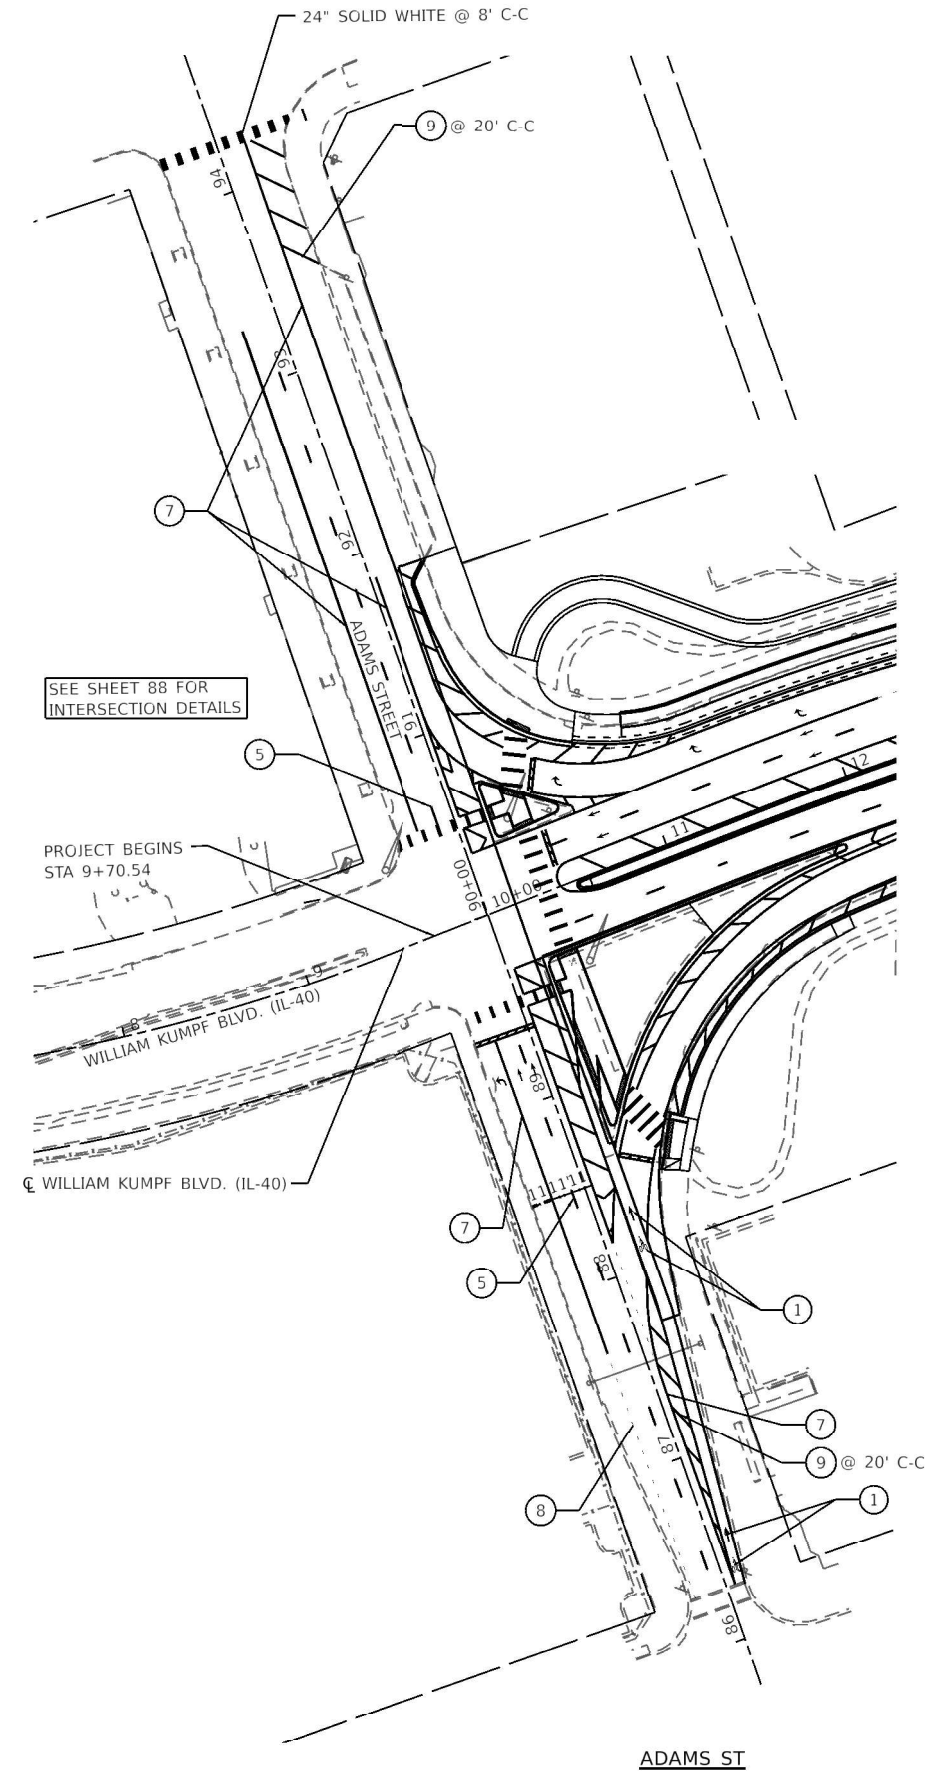 24" SOLID WHITE @ 8' C-C
9 @ 20' C-C
94
93
7
92
ADAMS STREET
SEE SHEET 88 FOR
INTERSECTION DETAILS
91
5
12
11
PROJECT BEGINS
STA 9+70.54
90+00
10+00
9
8
WILLIAM KUMPF BLVD. (IL-40)
89
℄ WILLIAM KUMPF BLVD. (IL-40)
7
88
5
1
7
87
9 @ 20' C-C
1
8
86
ADAMS ST